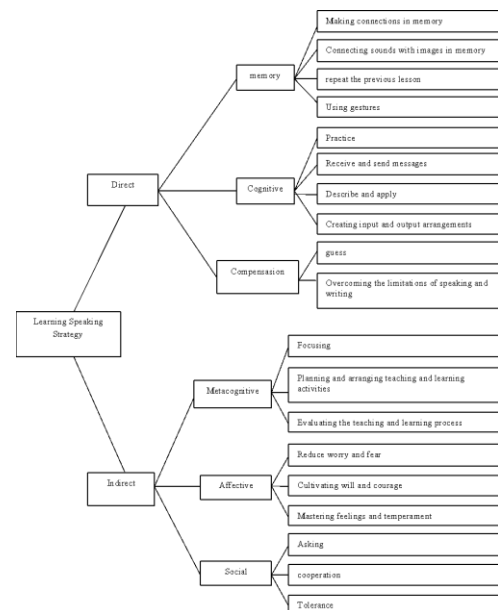 Making connections in memory
Connecting sounds with images in memory
memory
repeat the previous lesson
Using gestures
Practice
Receive and send messages
Direct
Cognitive
Describe and apply
Creating input and output arrangements
guess
Compensasion
Overcoming the limitations of speaking and
writing
Learning Speaking
Strategy
Focusing
Metacognitive
Planning and arranging teaching and learning
activities
Evaluating the teaching and learning process
Reduce worry and fear
Indirect
Affective
Cultivating will and courage
Mastering feelings and temperament
Asking
Social
cooperation
Tolerance